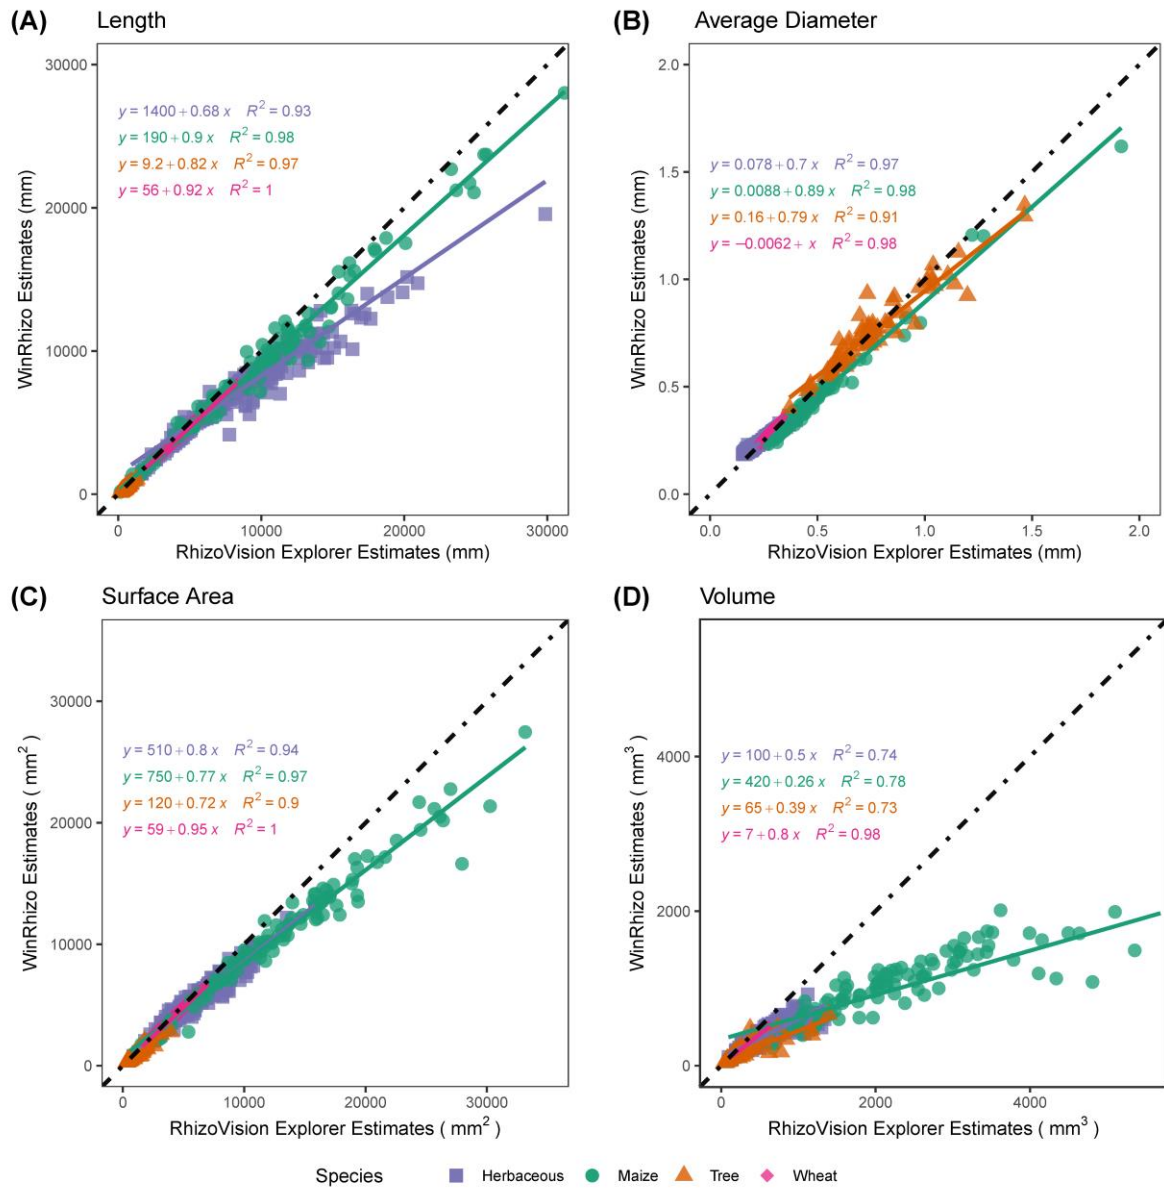 (A) Length
30000
20000
10000
0
WinRhizo Estimates (mm)
y = 1400 + 0.68 x R² = 0.93
y = 190 + 0.9 x R² = 0.98
y = 9.2 + 0.82 x R² = 0.97
y = 56 + 0.92 x R² = 1
0 10000 20000 30000
RhizoVision Explorer Estimates (mm)
(B) Average Diameter
2.0
1.5
1.0
0.5
0.0
WinRhizo Estimates (mm)
y = 0.078 + 0.7 x R² = 0.97
y = 0.0088 + 0.89 x R² = 0.98
y = 0.16 + 0.79 x R² = 0.91
y = −0.0062 + x R² = 0.98
0.0 0.5 1.0 1.5 2.0
RhizoVision Explorer Estimates (mm)
(C) Surface Area
30000
20000
10000
0
WinRhizo Estimates ( mm² )
y = 510 + 0.8 x R² = 0.94
y = 750 + 0.77 x R² = 0.97
y = 120 + 0.72 x R² = 0.9
y = 59 + 0.95 x R² = 1
0 10000 20000 30000
RhizoVision Explorer Estimates ( mm² )
(D) Volume
4000
2000
0
WinRhizo Estimates ( mm³ )
y = 100 + 0.5 x R² = 0.74
y = 420 + 0.26 x R² = 0.78
y = 65 + 0.39 x R² = 0.73
y = 7 + 0.8 x R² = 0.98
0 2000 4000
RhizoVision Explorer Estimates ( mm³ )
Species Herbaceous Maize Tree Wheat